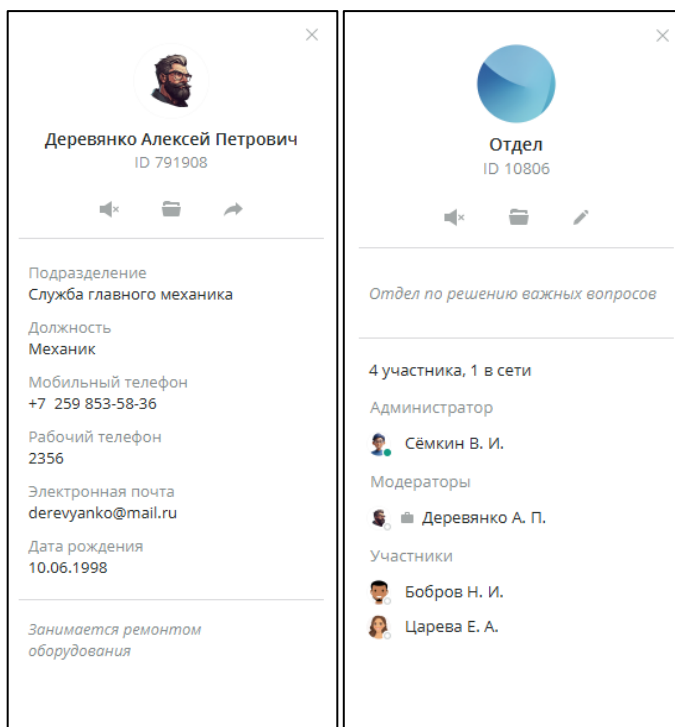 Деревянко Алексей Петрович
ID 791908
Подразделение
Служба главного механика
Должность
Механик
Мобильный телефон
+7 259 853-58-36
Рабочий телефон
2356
Электронная почта
derevyanko@mail.ru
Дата рождения
10.06.1998
Занимается ремонтом
оборудования
Отдел
ID 10806
Отдел по решению важных вопросов
4 участника, 1 в сети
Администратор
Сёмкин В. И.
Модераторы
Деревянко А. П.
Участники
Бобров Н. И.
Царева Е. А.